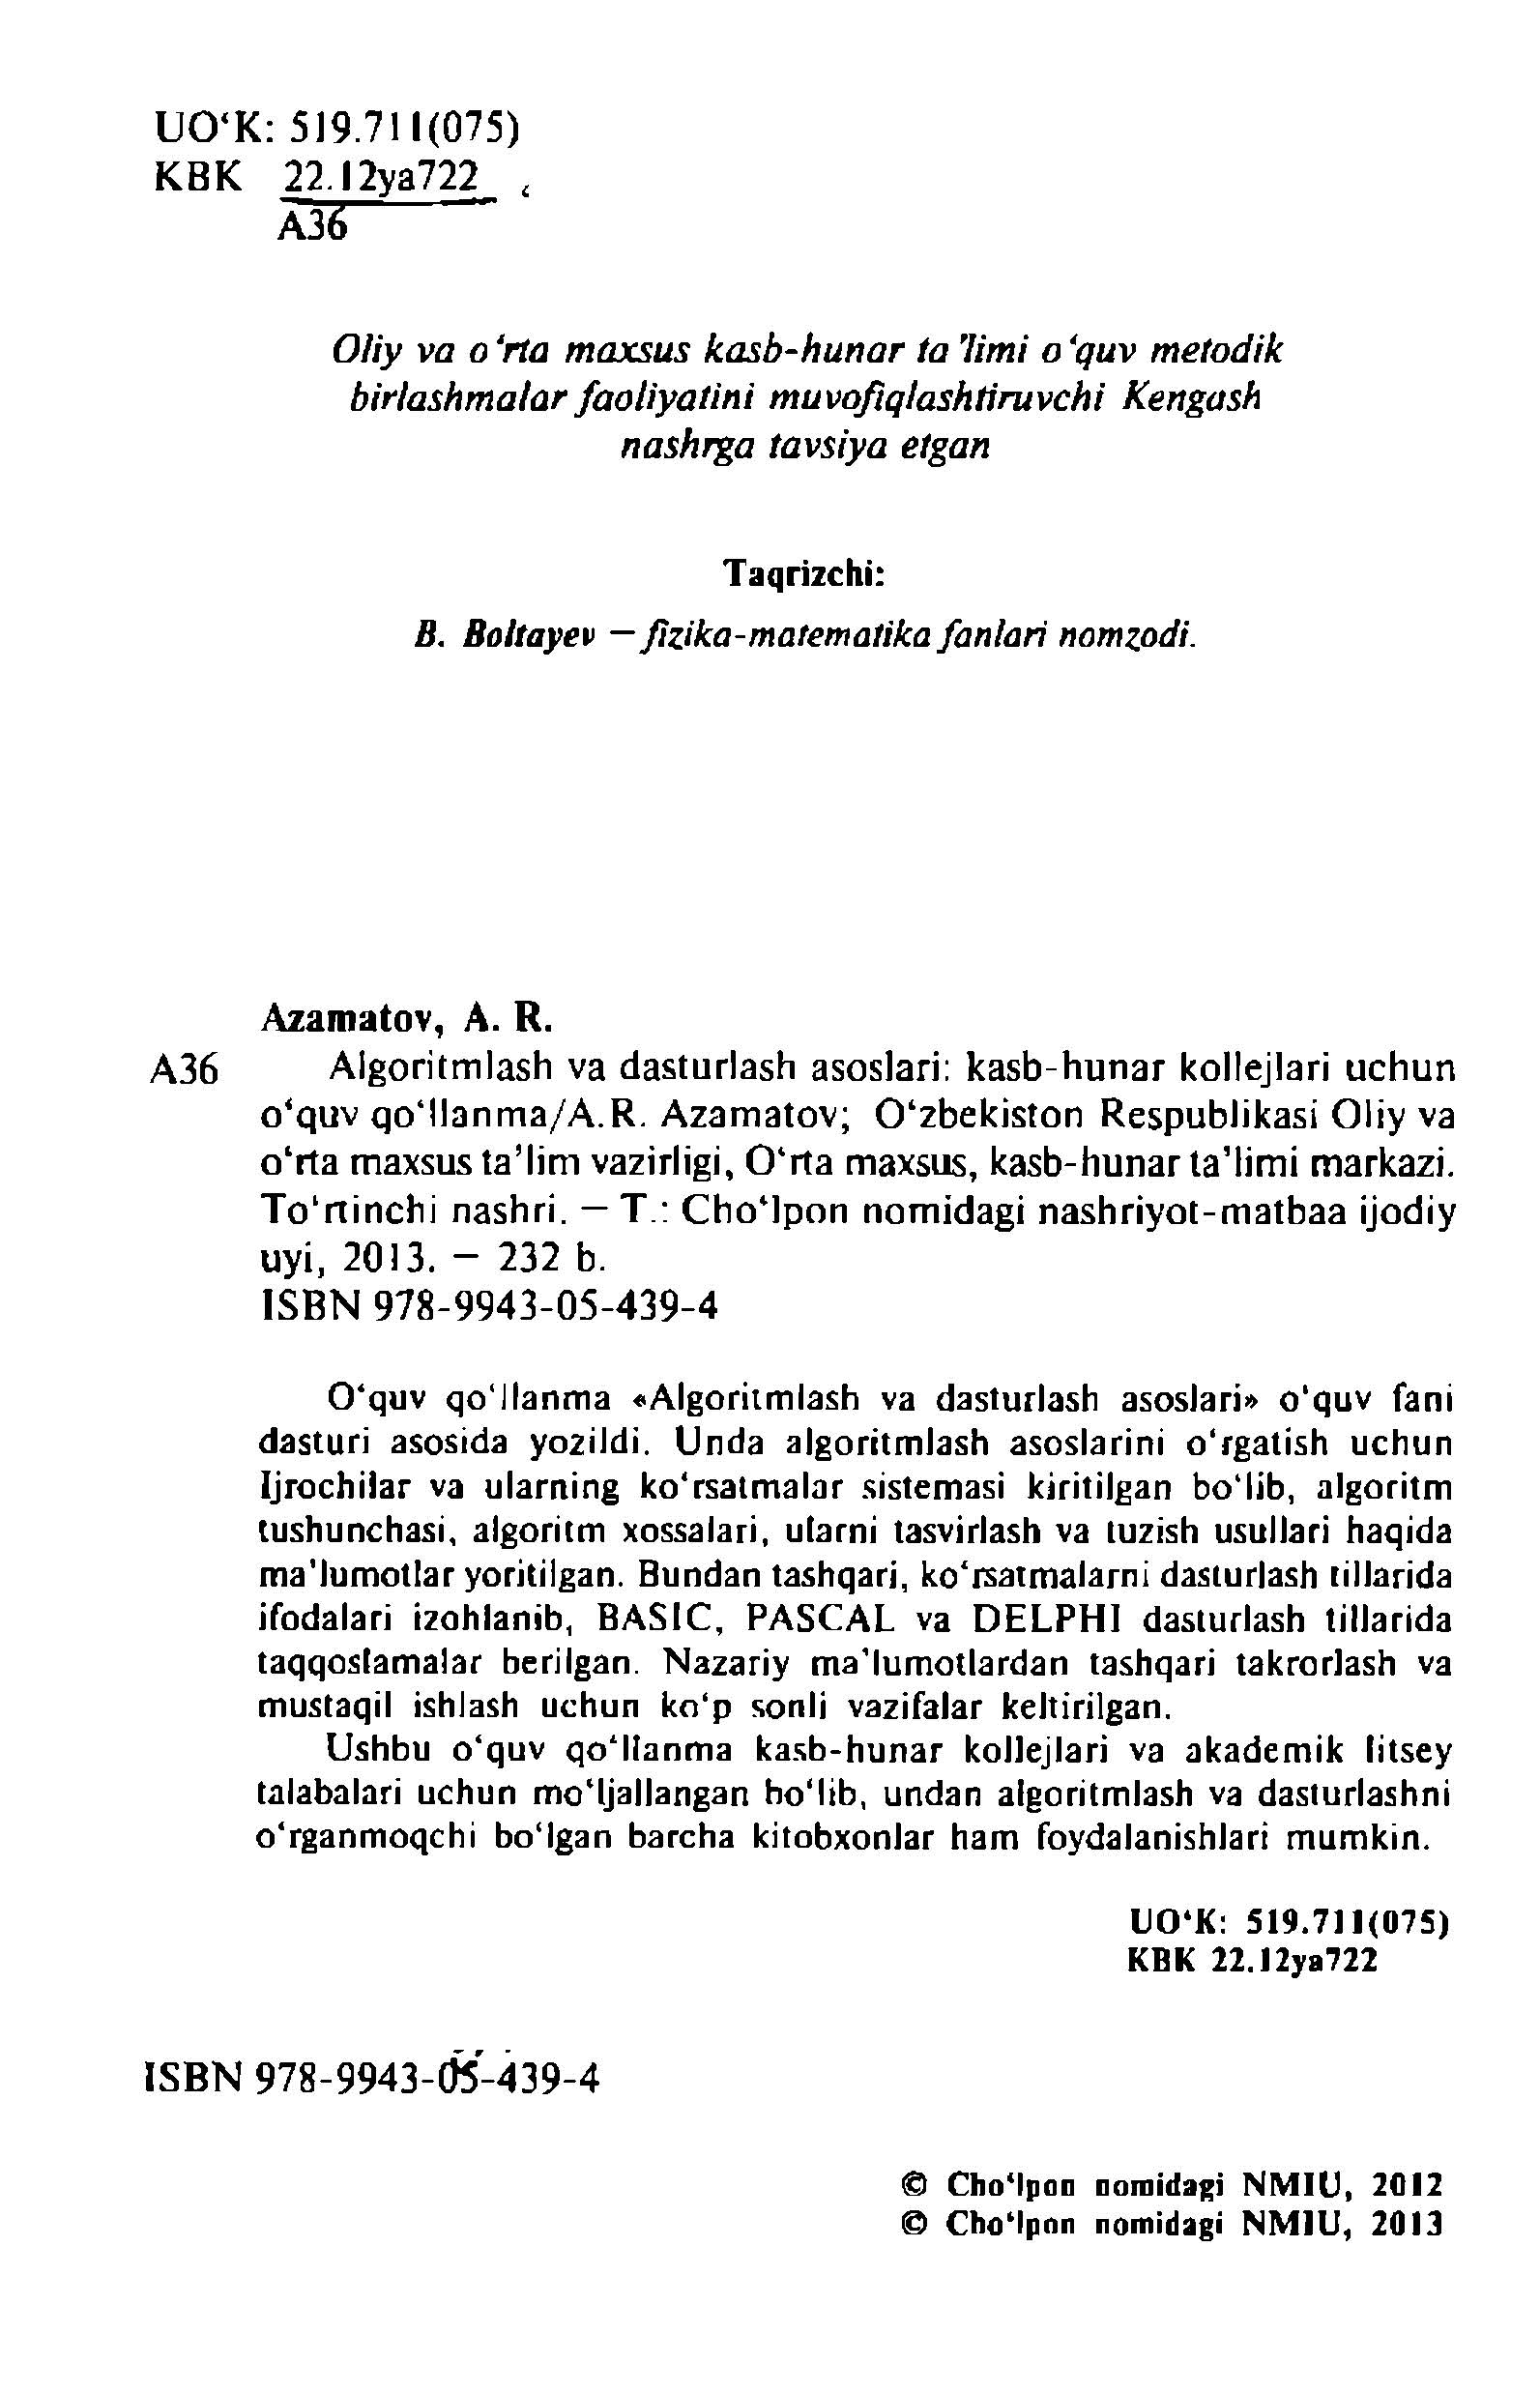 UO‘K: 519.711(075)
KBK 22.12ya722
A36
Oliy va o‘rta maxsus kasb-hunar ta’limi o‘quv metodik
birlashmalar faoliyatini muvofiqlashtiruvchi Kengash
nashrga tavsiya etgan
Taqrizchi:
B. Boltayev — fizika-matematika fanlari nomzodi.
Azamatov, A. R.
A36 Algoritmlash va dasturlash asoslari: kasb-hunar kollejlari uchun
o‘quv qo‘llanma/A.R. Azamatov; O‘zbekiston Respublikasi Oliy va
o‘rta maxsus ta’lim vazirligi, O‘rta maxsus, kasb-hunar ta’limi markazi.
To‘rtinchi nashri. — T.: Cho‘lpon nomidagi nashriyot-matbaa ijodiy
uyi, 2013. — 232 b.
ISBN 978-9943-05-439-4
O‘quv qo‘llanma «Algoritmlash va dasturlash asoslari» o‘quv fani
dasturi asosida yozildi. Unda algoritmlash asoslarini o‘rgatish uchun
Ijrochilar va ularning ko‘rsatmalar sistemasi kiritilgan bo‘lib, algoritm
tushunchasi, algoritm xossalari, ularni tasvirlash va tuzish usullari haqida
ma’lumotlar yoritilgan. Bundan tashqari, ko‘rsatmalarni dasturlash tillarida
ifodalari izohlanib, BASIC, PASCAL va DELPHI dasturlash tillarida
taqqoslamalar berilgan. Nazariy ma’lumotlardan tashqari takrorlash va
mustaqil ishlash uchun ko‘p sonli vazifalar keltirilgan.
Ushbu o‘quv qo‘llanma kasb-hunar kollejlari va akademik litsey
talabalari uchun mo‘ljallangan bo‘lib, undan algoritmlash va dasturlashni
o‘rganmoqchi bo‘lgan barcha kitobxonlar ham foydalanishlari mumkin.
UO‘K: 519.711(075)
KBK 22.12ya722
ISBN 978-9943-05-439-4
© Cho‘lpon nomidagi NMIU, 2012
© Cho‘lpon nomidagi NMIU, 2013